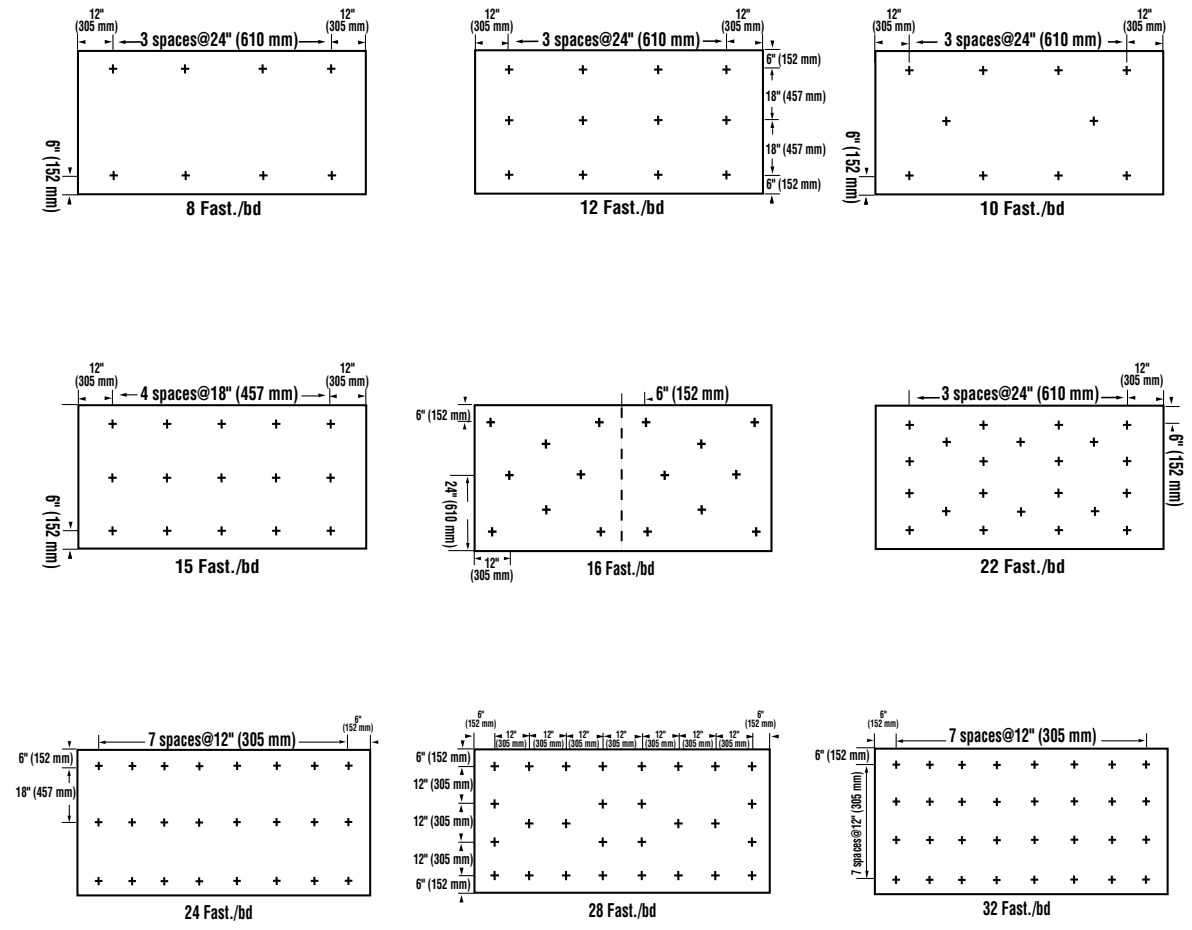 12"
(305 mm)
3 spaces@24" (610 mm)
12"
(305 mm)
6" (152 mm)
8 Fast./bd
12"
(305 mm)
3 spaces@24" (610 mm)
12"
(305 mm)
6" (152 mm)
18" (457 mm)
18" (457 mm)
6" (152 mm)
12 Fast./bd
12"
(305 mm)
3 spaces@24" (610 mm)
12"
(305 mm)
6" (152 mm)
10 Fast./bd
12"
(305 mm)
4 spaces@18" (457 mm)
12"
(305 mm)
6" (152 mm)
15 Fast./bd
6" (152 mm)
6" (152 mm)
24" (610 mm)
12"
(305 mm)
16 Fast./bd
3 spaces@24" (610 mm)
12"
(305 mm)
6" (152 mm)
22 Fast./bd
7 spaces@12" (305 mm)
6"
(152 mm)
6" (152 mm)
18" (457 mm)
24 Fast./bd
6"
(152 mm)
12"
(305 mm)
12"
(305 mm)
12"
(305 mm)
12"
(305 mm)
12"
(305 mm)
12"
(305 mm)
12"
(305 mm)
6"
(152 mm)
6" (152 mm)
12" (305 mm)
12" (305 mm)
12" (305 mm)
6" (152 mm)
28 Fast./bd
6"
(152 mm)
7 spaces@12" (305 mm)
6" (152 mm)
7 spaces@12" (305 mm)
32 Fast./bd